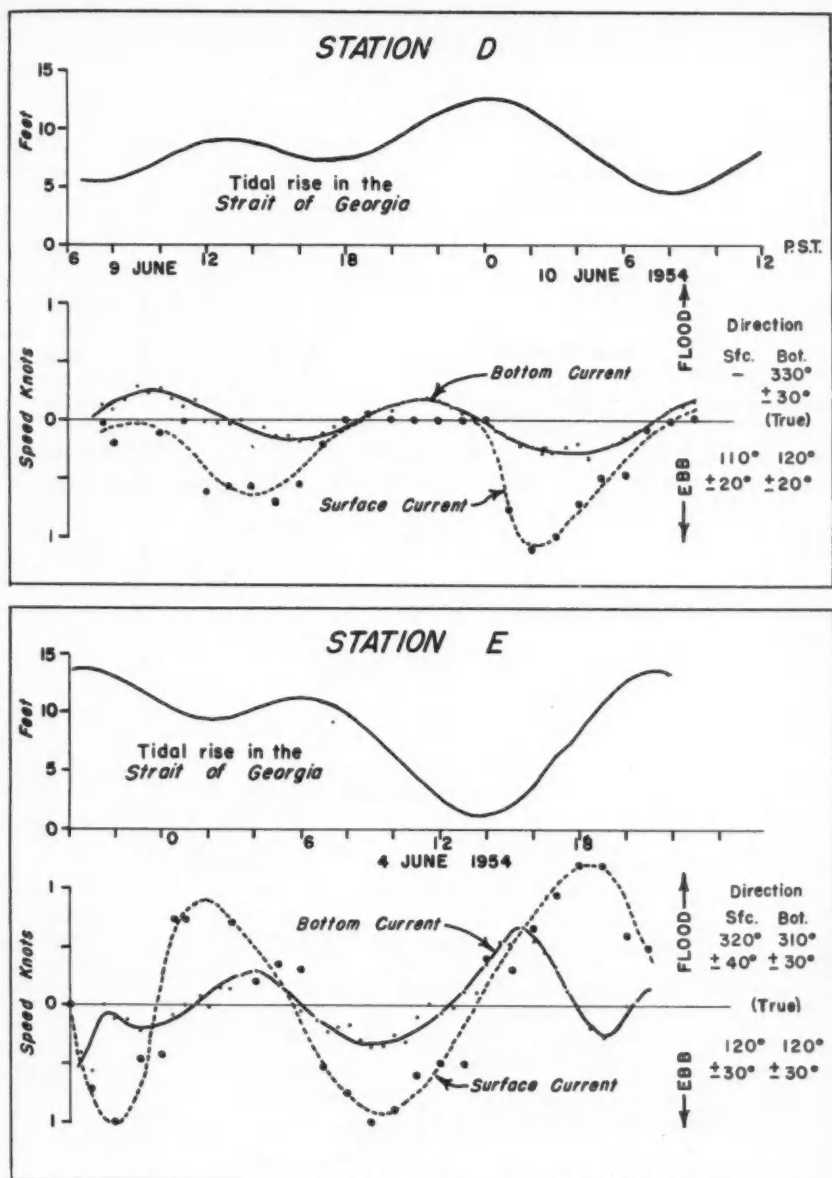 STATION D
15
10
5
0
Feet
Tidal rise in the
Strait of Georgia
6 12 18 0 6 12
P.S.T.
9 JUNE 10 JUNE 1954
1
0
1
Speed Knots
Bottom Current
Surface Current
FLOOD
EBB
Direction
Sfc. Bot.
– 330°
±30°
(True)
110° 120°
±20° ±20°
STATION E
15
10
5
0
Feet
Tidal rise in the
Strait of Georgia
0 6 12 18
4 JUNE 1954
1
0
1
Speed Knots
Bottom Current
Surface Current
FLOOD
EBB
Direction
Sfc. Bot.
320° 310°
±40° ±30°
(True)
120° 120°
±30° ±30°